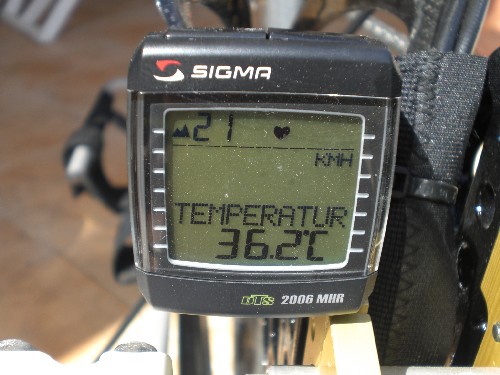 SIGMA
21
KMH
TEMPERATUR
36.2°C
DTS 2006 MHR